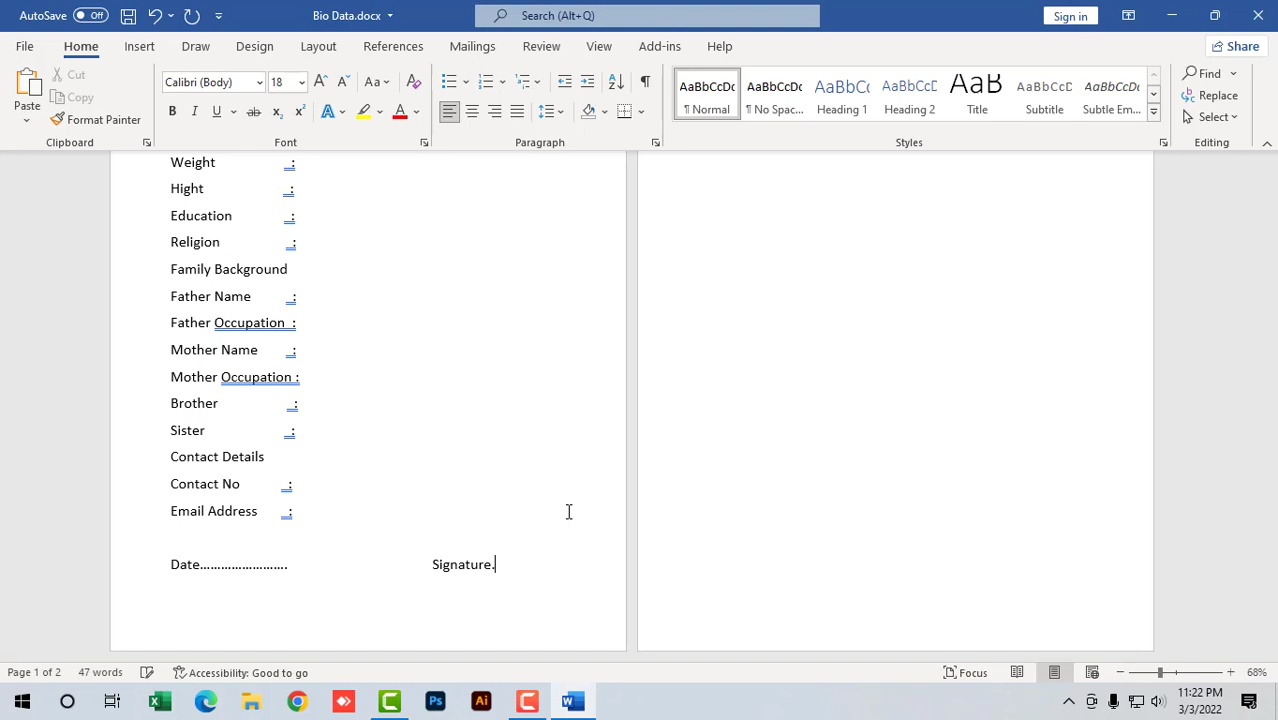 AutoSave Off Bio Data.docx Search (Alt+Q) Sign in
File Home Insert Draw Design Layout References Mailings Review View Add-ins Help Share
Paste Cut Copy Format Painter
Calibri (Body) 18
AaBbCcDc AaBbCcDc AaBbCc AaBbCcD AaB AaBbCcD AaBbCcDc
¶ Normal ¶ No Spac... Heading 1 Heading 2 Title Subtitle Subtle Em...
Find Replace Select
Clipboard Font Paragraph Styles Editing
Weight :
Hight :
Education :
Religion :
Family Background
Father Name :
Father Occupation :
Mother Name :
Mother Occupation :
Brother :
Sister :
Contact Details
Contact No :
Email Address :
Date……………………. Signature.
Page 1 of 2 47 words Accessibility: Good to go Focus 68%
11:22 PM
3/3/2022